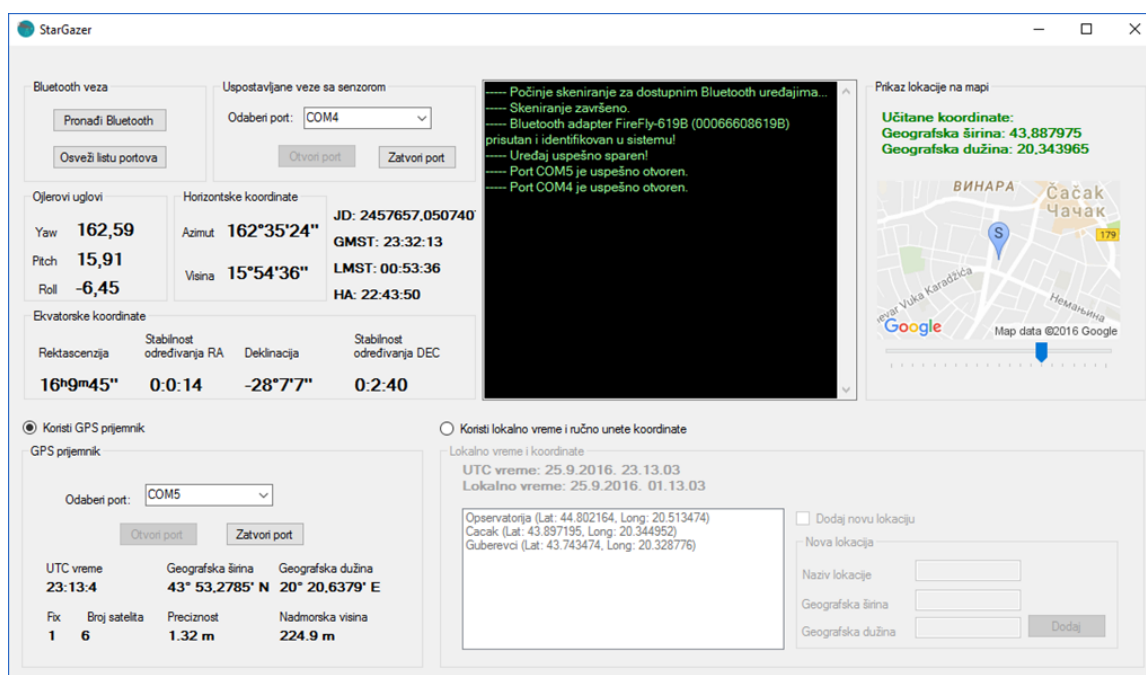 StarGazer
Bluetooth veza
Pronađi Bluetooth
Osveži listu portova
Uspostavljane veze sa senzorom
Odaberi port: COM4
Otvori port Zatvori port
Ojlerovi uglovi
Yaw 162,59
Pitch 15,91
Roll -6,45
Horizontske koordinate
Azimut 162°35'24"
Visina 15°54'36"
JD: 2457657,050740
GMST: 23:32:13
LMST: 00:53:36
HA: 22:43:50
Ekvatorske koordinate
Rektascenzija Stabilnost određivanja RA Deklinacija Stabilnost određivanja DEC
16ʰ9ᵐ45'' 0:0:14 -28°7'7" 0:2:40
----- Počinje skeniranje za dostupnim Bluetooth uređajima...
----- Skeniranje završeno.
----- Bluetooth adapter FireFly-619B (00066608619B)
prisutan i identifikovan u sistemu!
----- Uređaj uspešno sparen!
----- Port COM5 je uspešno otvoren.
----- Port COM4 je uspešno otvoren.
Prikaz lokacije na mapi
Učitane koordinate:
Geografska širina: 43,887975
Geografska dužina: 20,343965
ВИНАРА
Čačak
Чачак
S
179
evar Vuka Karadžića
Немањина
Google
Map data ©2016 Google
Koristi GPS prijemnik
GPS prijemnik
Odaberi port: COM5
Otvori port Zatvori port
UTC vreme Geografska širina Geografska dužina
23:13:4 43° 53,2785' N 20° 20,6379' E
Fix Broj satelita Preciznost Nadmorska visina
1 6 1.32 m 224.9 m
Koristi lokalno vreme i ručno unete koordinate
Lokalno vreme i koordinate
UTC vreme: 25.9.2016. 23.13.03
Lokalno vreme: 25.9.2016. 01.13.03
Opservatorija (Lat: 44.802164, Long: 20.513474)
Cacak (Lat: 43.897195, Long: 20.344952)
Guberevci (Lat: 43.743474, Long: 20.328776)
Dodaj novu lokaciju
Nova lokacija
Naziv lokacije
Geografska širina
Geografska dužina
Dodaj